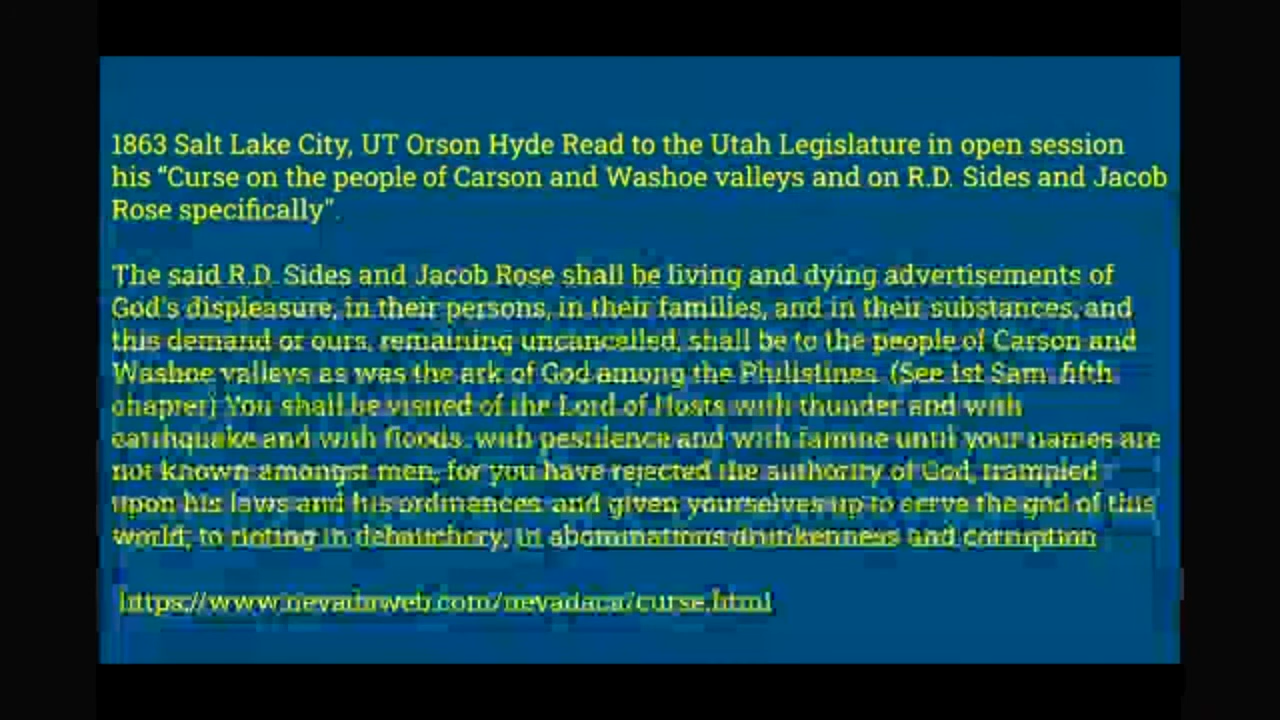 1863 Salt Lake City, UT Orson Hyde Read to the Utah Legislature in open session
his "Curse on the people of Carson and Washoe valleys and on R.D. Sides and Jacob
Rose specifically".
The said R.D. Sides and Jacob Rose shall be living and dying advertisements of
God's displeasure, in their persons, in their families, and in their substances, and
this demand or ours, remaining uncancelled, shall be to the people of Carson and
Washoe valleys as was the ark of God among the Philistines. (See 1st Sam. fifth
chapter) You shall be visited of the Lord of Hosts with thunder and with
earthquake and with floods, with pestilence and with famine until your names are
not known amongst men, for you have rejected the authority of God, trampled
upon his laws and his ordinances, and given yourselves up to serve the god of this
world; to rioting in debauchery, in abominations drunkenness and corruption
https://www.nevadaweb.com/nevadaca/curse.html